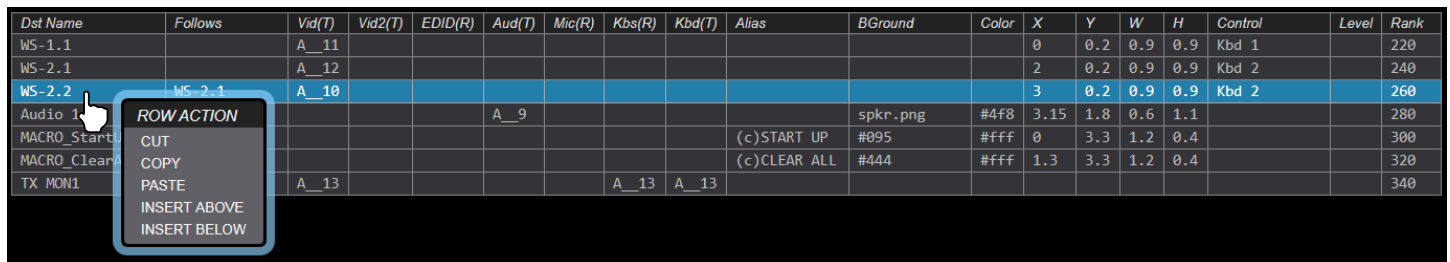 Dst Name Follows Vid(T) Vid2(T) EDID(R) Aud(T) Mic(R) Kbs(R) Kbd(T) Alias BGround Color X Y W H Control Level Rank
WS-1.1 A__11 0 0.2 0.9 0.9 Kbd 1 220
WS-2.1 A__12 2 0.2 0.9 0.9 Kbd 2 240
WS-2.2 WS-2.1 A__10 3 0.2 0.9 0.9 Kbd 2 260
Audio 1 A__9 spkr.png #4f8 3.15 1.8 0.6 1.1 280
MACRO_StartU (c)START UP #095 #fff 0 3.3 1.2 0.4 300
MACRO_ClearA (c)CLEAR ALL #444 #fff 1.3 3.3 1.2 0.4 320
TX MON1 A__13 A__13 A__13 340
ROW ACTION
CUT
COPY
PASTE
INSERT ABOVE
INSERT BELOW